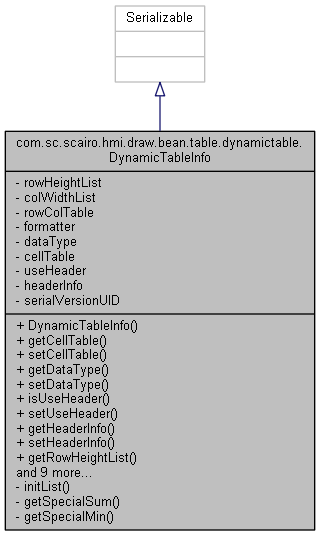 Serializable
com.sc.scairo.hmi.draw.bean.table.dynamictable.
DynamicTableInfo
- rowHeightList
- colWidthList
- rowColTable
- formatter
- dataType
- cellTable
- useHeader
- headerInfo
- serialVersionUID
+ DynamicTableInfo()
+ getCellTable()
+ setCellTable()
+ getDataType()
+ setDataType()
+ isUseHeader()
+ setUseHeader()
+ getHeaderInfo()
+ setHeaderInfo()
+ getRowHeightList()
and 9 more...
- initList()
- getSpecialSum()
- getSpecialMin()